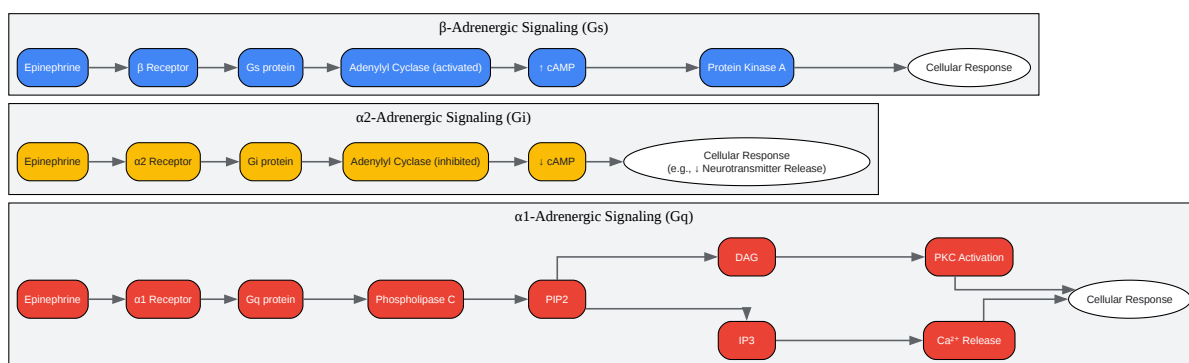 β-Adrenergic Signaling (Gs)
Epinephrine
β Receptor
Gs protein
Adenylyl Cyclase (activated)
↑ cAMP
Protein Kinase A
Cellular Response
α2-Adrenergic Signaling (Gi)
Epinephrine
α2 Receptor
Gi protein
Adenylyl Cyclase (inhibited)
↓ cAMP
Cellular Response
(e.g., ↓ Neurotransmitter Release)
α1-Adrenergic Signaling (Gq)
Epinephrine
α1 Receptor
Gq protein
Phospholipase C
PIP2
DAG
PKC Activation
IP3
Ca²⁺ Release
Cellular Response